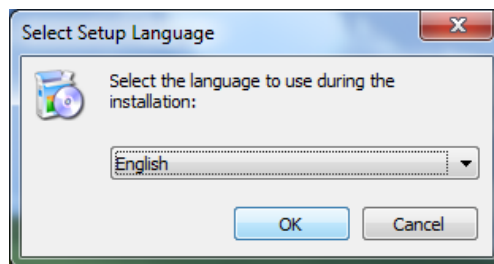 Select Setup Language
Select the language to use during the
installation:
English
OK
Cancel